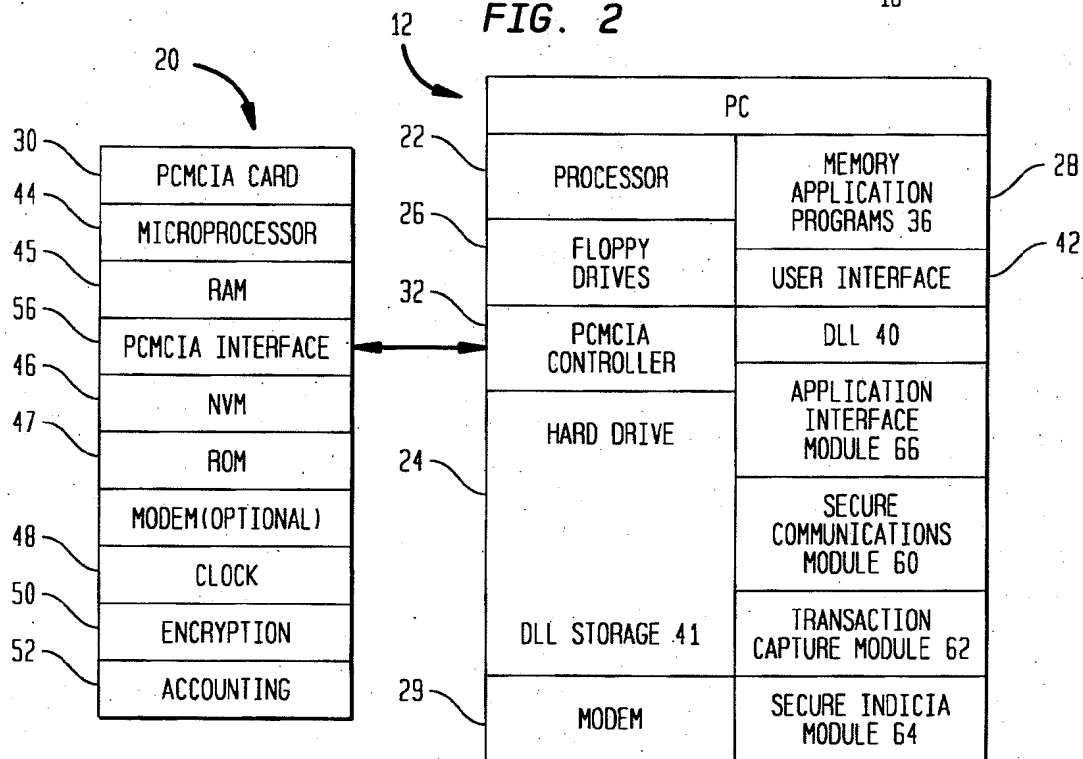 FIG. 2
12
20
30
PCMCIA CARD
44
MICROPROCESSOR
45
RAM
56
PCMCIA INTERFACE
46
NVM
47
ROM
MODEM(OPTIONAL)
48
CLOCK
50
ENCRYPTION
52
ACCOUNTING
PC
22
PROCESSOR
26
FLOPPY
DRIVES
32
PCMCIA
CONTROLLER
24
HARD DRIVE
DLL STORAGE 41
29
MODEM
MEMORY
APPLICATION
PROGRAMS 36
28
USER INTERFACE
42
DLL 40
APPLICATION
INTERFACE
MODULE 66
SECURE
COMMUNICATIONS
MODULE 60
TRANSACTION
CAPTURE MODULE 62
SECURE INDICIA
MODULE 64